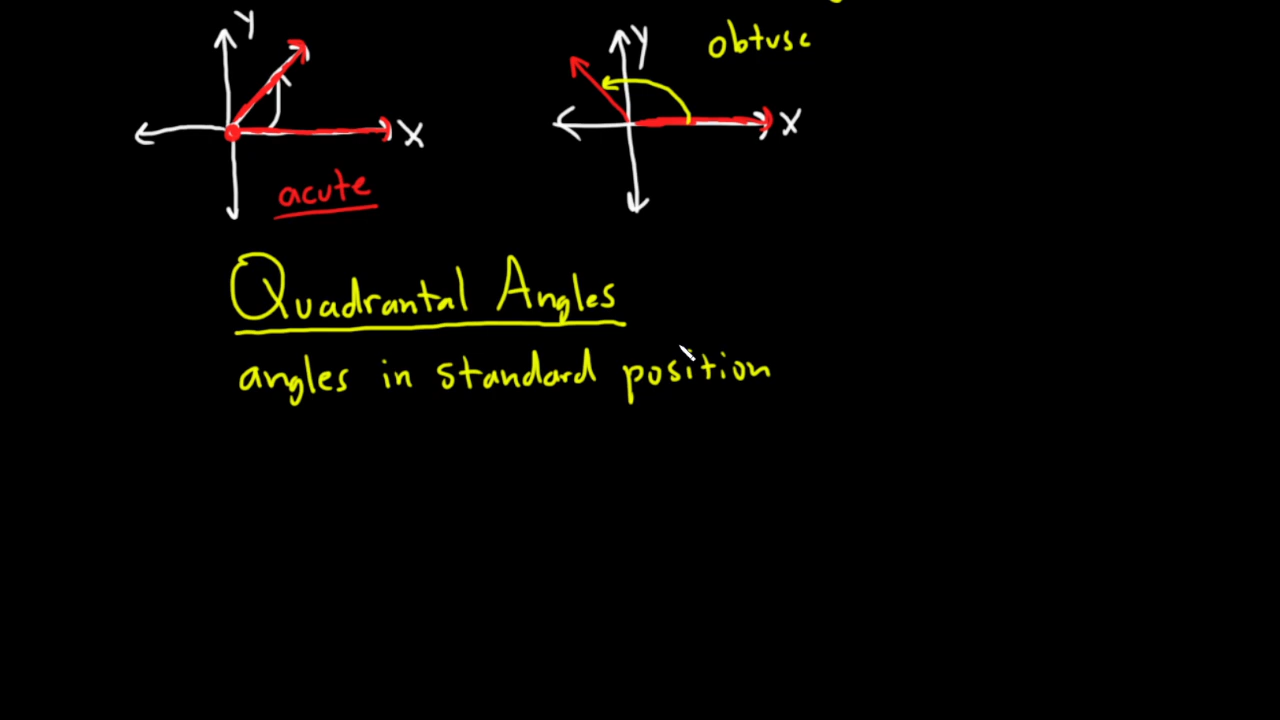 Y
Y
obtuse
X
X
acute
Quadrantal Angles
angles in standard position